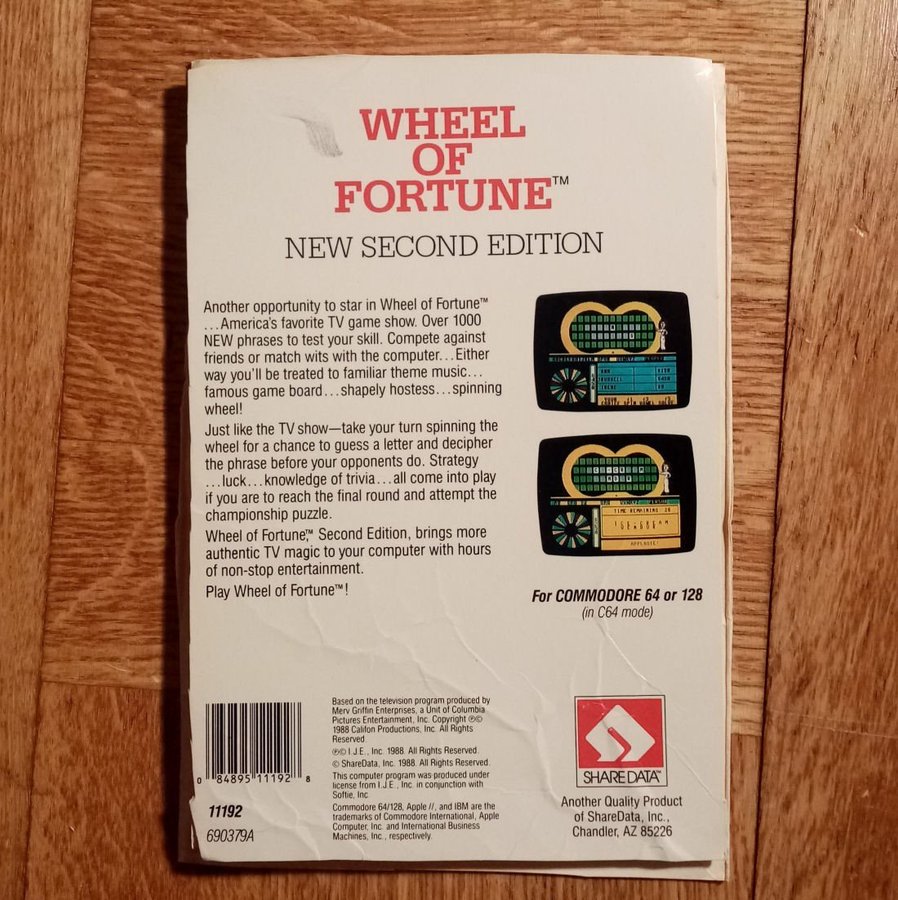 WHEEL
OF
FORTUNE™
NEW SECOND EDITION
Another opportunity to star in Wheel of Fortune™
...America's favorite TV game show. Over 1000
NEW phrases to test your skill. Compete against
friends or match wits with the computer...Either
way you'll be treated to familiar theme music...
famous game board...shapely hostess...spinning
wheel!
Just like the TV show—take your turn spinning the
wheel for a chance to guess a letter and decipher
the phrase before your opponents do. Strategy
...luck...knowledge of trivia...all come into play
if you are to reach the final round and attempt the
championship puzzle.
Wheel of Fortune,™ Second Edition, brings more
authentic TV magic to your computer with hours
of non-stop entertainment.
Play Wheel of Fortune™!
TIME REMAINING
For COMMODORE 64 or 128
(in C64 mode)
0 84895 11192 8
11192
690379A
Based on the television program produced by
Merv Griffin Enterprises, a Unit of Columbia
Pictures Entertainment, Inc. Copyright ℗©
1988 Califon Productions, Inc. All Rights
Reserved.
℗© I.J.E., Inc. 1988. All Rights Reserved.
© ShareData, Inc. 1988. All Rights Reserved.
This computer program was produced under
license from I.J.E., Inc. in conjunction with
Softie, Inc.
Commodore 64/128, Apple //, and IBM are the
trademarks of Commodore International, Apple
Computer, Inc. and International Business
Machines, Inc., respectively.
SHARE DATA™
Another Quality Product
of ShareData, Inc.,
Chandler, AZ 85226